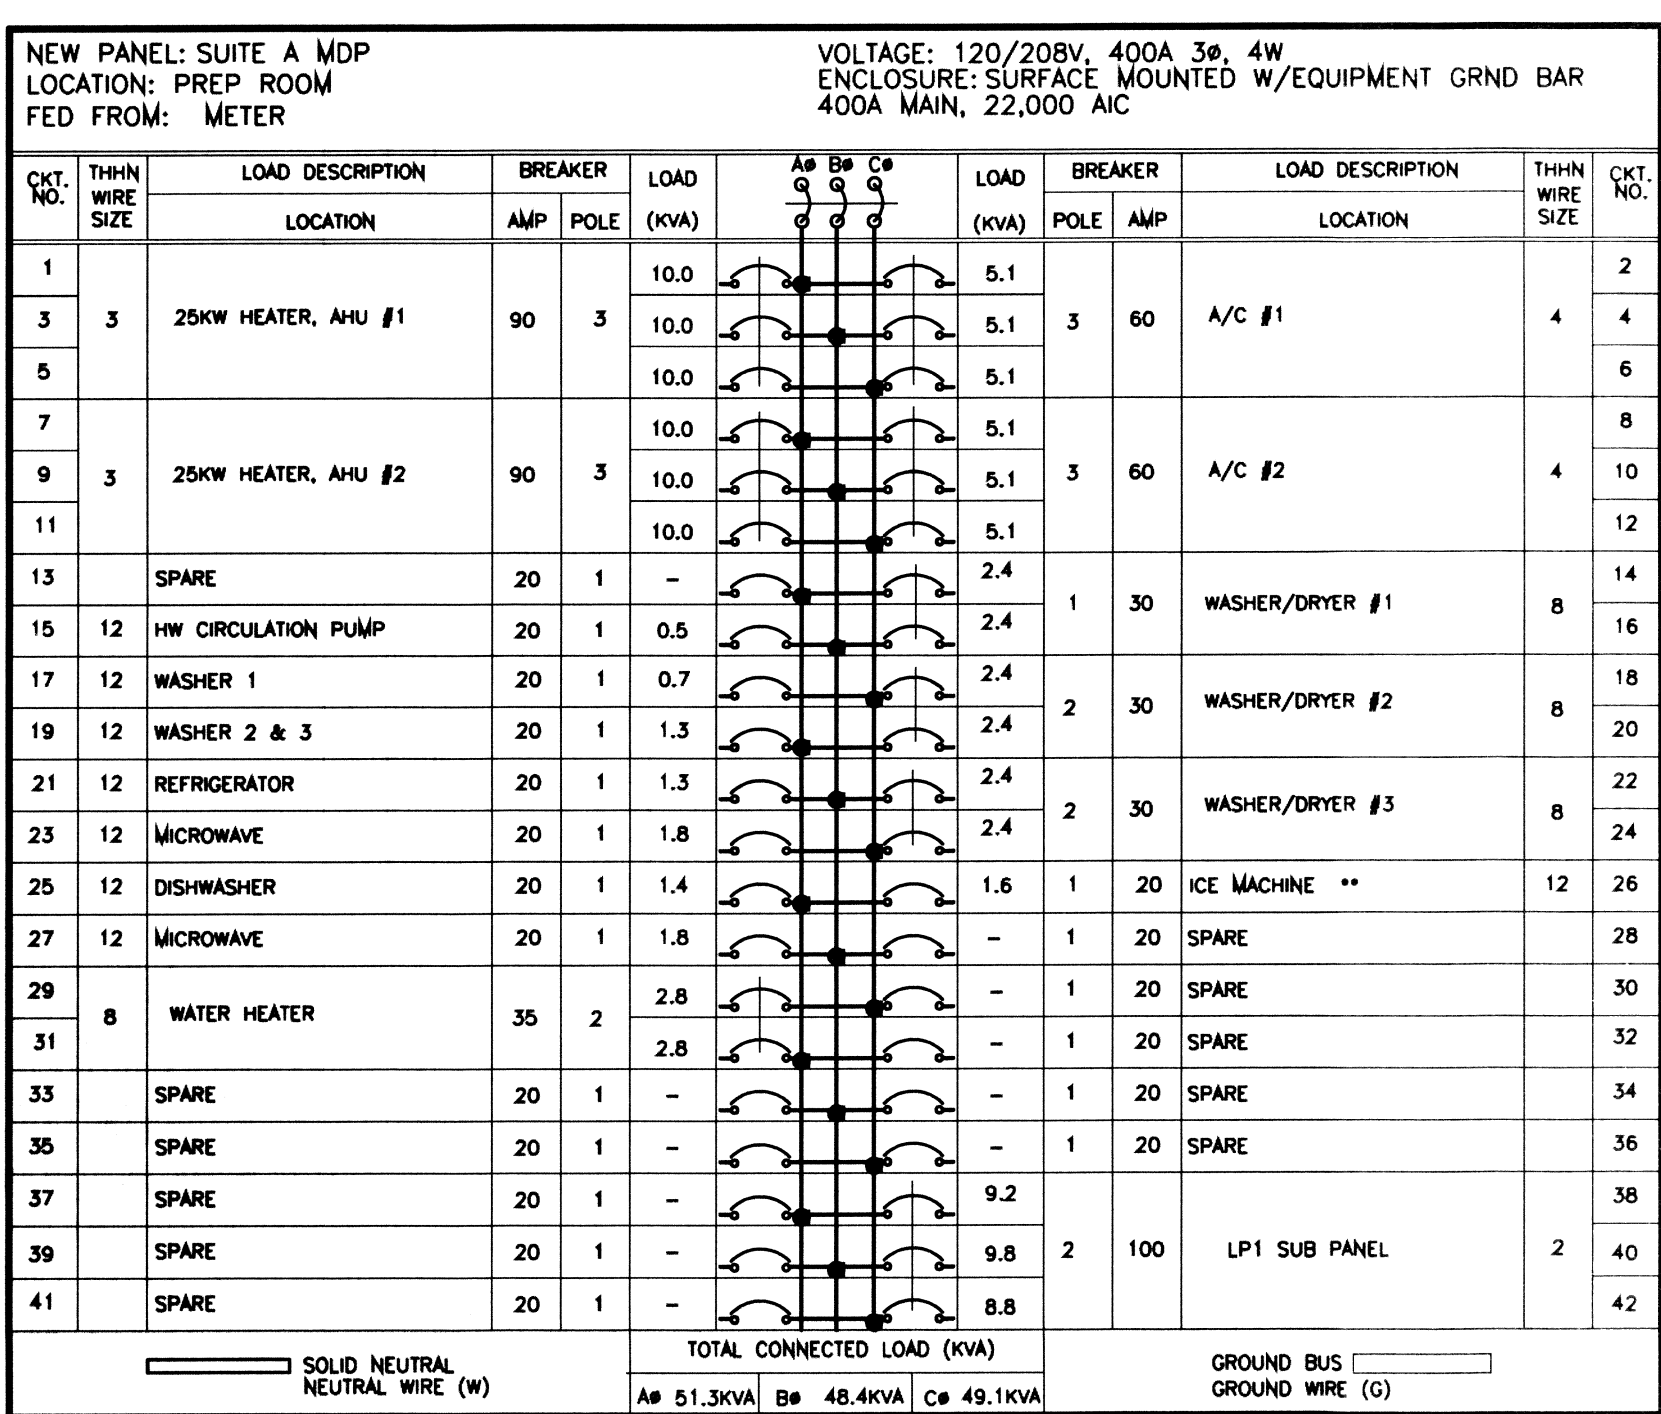 NEW PANEL: SUITE A MDP
LOCATION: PREP ROOM
FED FROM: METER
VOLTAGE: 120/208V, 400A 3ø, 4W
ENCLOSURE: SURFACE MOUNTED W/EQUIPMENT GRND BAR
400A MAIN, 22,000 AIC
CKT. NO. THHN WIRE SIZE LOAD DESCRIPTION LOCATION BREAKER AMP POLE LOAD (KVA) Aø Bø Cø LOAD (KVA) BREAKER POLE AMP LOAD DESCRIPTION LOCATION THHN WIRE SIZE CKT. NO.
1 10.0 5.1 2
3 3 25KW HEATER, AHU #1 90 3 10.0 5.1 3 60 A/C #1 4 4
5 10.0 5.1 6
7 10.0 5.1 8
9 3 25KW HEATER, AHU #2 90 3 10.0 5.1 3 60 A/C #2 4 10
11 10.0 5.1 12
13 SPARE 20 1 – 2.4 1 30 WASHER/DRYER #1 8 14
15 12 HW CIRCULATION PUMP 20 1 0.5 2.4 16
17 12 WASHER 1 20 1 0.7 2.4 2 30 WASHER/DRYER #2 8 18
19 12 WASHER 2 & 3 20 1 1.3 2.4 20
21 12 REFRIGERATOR 20 1 1.3 2.4 2 30 WASHER/DRYER #3 8 22
23 12 MICROWAVE 20 1 1.8 2.4 24
25 12 DISHWASHER 20 1 1.4 1.6 1 20 ICE MACHINE •• 12 26
27 12 MICROWAVE 20 1 1.8 – 1 20 SPARE 28
29 8 WATER HEATER 35 2 2.8 – 1 20 SPARE 30
31 2.8 – 1 20 SPARE 32
33 SPARE 20 1 – – 1 20 SPARE 34
35 SPARE 20 1 – – 1 20 SPARE 36
37 SPARE 20 1 – 9.2 38
39 SPARE 20 1 – 9.8 2 100 LP1 SUB PANEL 2 40
41 SPARE 20 1 – 8.8 42
SOLID NEUTRAL
NEUTRAL WIRE (W)
TOTAL CONNECTED LOAD (KVA)
Aø 51.3KVA Bø 48.4KVA Cø 49.1KVA
GROUND BUS
GROUND WIRE (G)